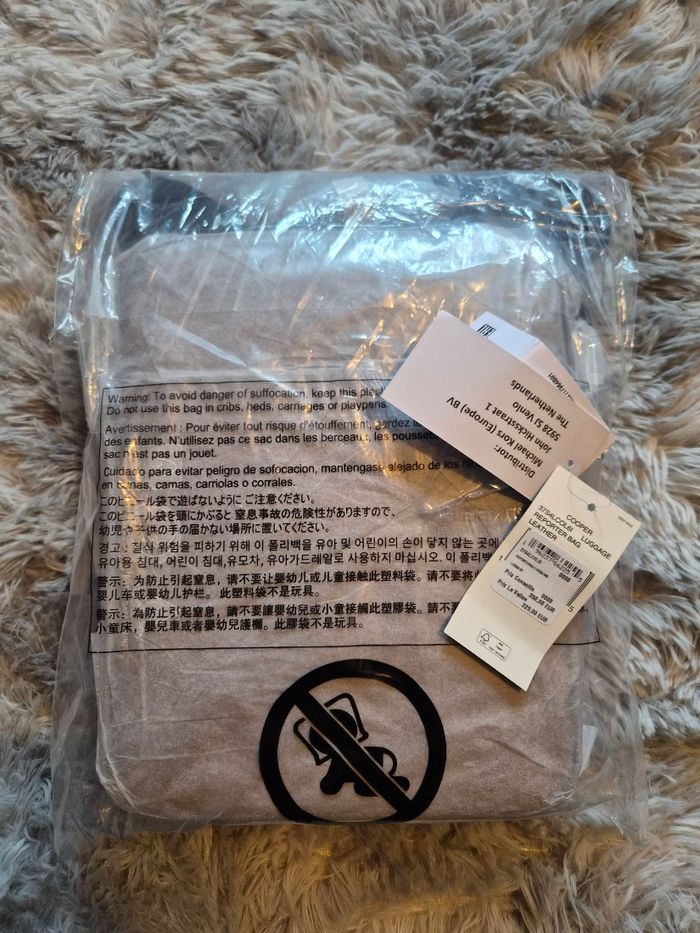 Warning: To avoid danger of suffocation, keep this plas
Do not use this bag in cribs, beds, carriages or playpens.
Avertissement : Pour éviter tout risque d'étouffement, gardez
des enfants. N'utilisez pas ce sac dans les berceaux, les pousset
sac n'est pas un jouet.
Cuidado para evitar peligro de sofocacion, mantengase alejado de los
en cunas, camas, carriolas o corrales.
このビニール袋で遊ばないように ご注意ください。
このビニール袋を頭にかぶると 窒息事故の危険性がありますので、
幼児や子供の手の届かない場所に置いてください。
경고 : 질식 위험을 피하기 위해 이 폴리백을 유아 및 어린이의 손이 닿지 않는 곳에
유아용 침대, 어린이 침대,유모차, 유아가드레일로 사용하지 마십시오. 이 폴리백
警示：为防止引起窒息，请不要让婴幼儿或儿童接触此塑料袋。请不要将
婴儿车或婴幼儿护栏。此塑料袋不是玩具。
警示：為防止引起窒息，請不要讓嬰幼兒或小童接觸此塑膠袋。請不要
小童床，嬰兒車或者嬰幼兒護欄。此膠袋不是玩具。
Distributor
Michael Kors (Europe) BV
John Hicksstraat 1
5928 SJ Venlo
The Netherlands
COOPER
37S4LCOL6I LUGGAGE
REPORTER BAG
LEATHER
0000
Prix Conseillé 0000
350.00 EUR
Prix La Vallée
225.00 EUR
5
1
FSC